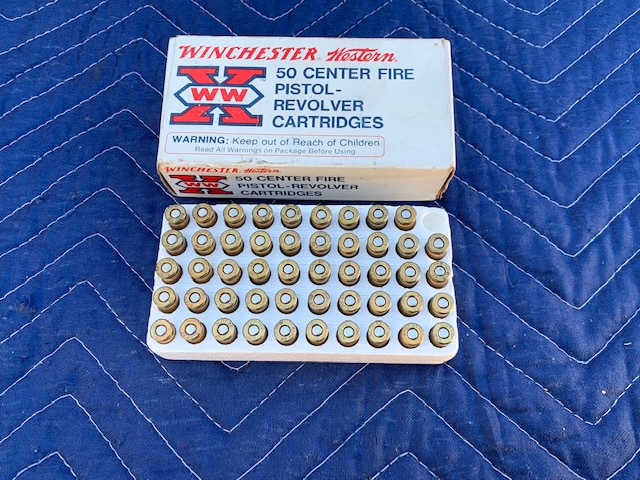 WINCHESTER Western
X
WW
50 CENTER FIRE
PISTOL-
REVOLVER
CARTRIDGES
WARNING: Keep out of Reach of Children
Read All Warnings on Package Before Using.
WINCHESTER Western
X
WW
50 CENTER FIRE
PISTOL-REVOLVER
CARTRIDGES